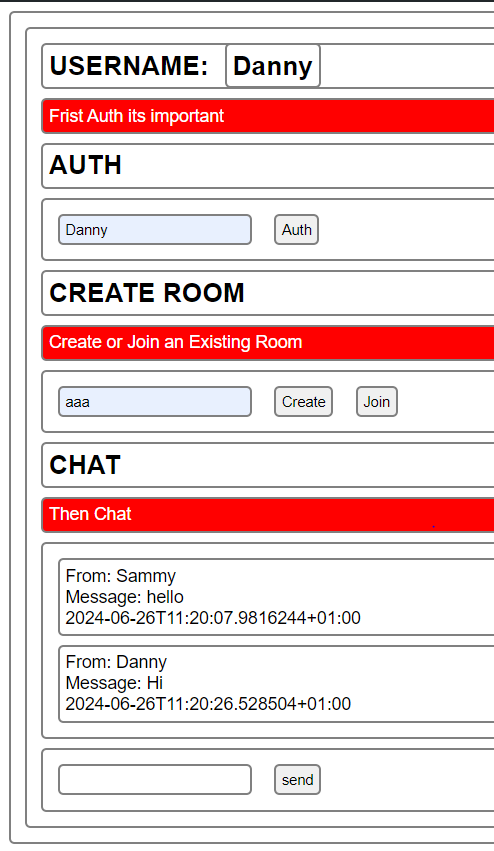 USERNAME: Danny
Frist Auth its important
AUTH
Danny Auth
CREATE ROOM
Create or Join an Existing Room
aaa Create Join
CHAT
Then Chat
From: Sammy
Message: hello
2024-06-26T11:20:07.9816244+01:00
From: Danny
Message: Hi
2024-06-26T11:20:26.528504+01:00
send